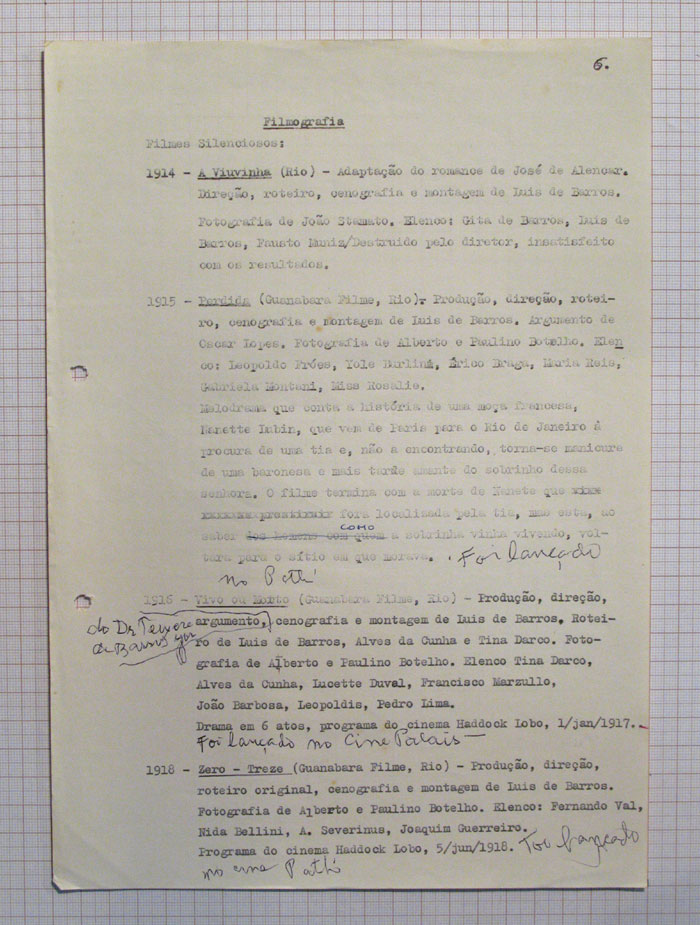 6.
Filmografia
Filmes Silenciosos:
1914 - A Viuvinha (Rio) - Adaptação do romance de José de Alencar.
Direção, roteiro, cenografia e montagem de Luis de Barros.
Fotografia de João Stamato. Elenco: Gita de Barros, Luis de
Barros, Fausto Muniz/Destruido pelo diretor, insatisfeito
com os resultados.
1915 - Perdida (Guanabara Filme, Rio)- Produção, direção, rotei-
ro, cenografia e montagem de Luis de Barros. Argumento de
Oscar Lopes. Fotografia de Alberto e Paulino Botelho. Elen
co: Leopoldo Fróes, Yole Burlini, Érico Braga, Maria Reis,
Gabriela Montani, Miss Rosalie.
Melodrama que conta a história de uma moça francesa,
Nanette Lubin, que vem de Paris para o Rio de Janeiro à
procura de uma tia e, não a encontrando, torna-se manicura
de uma baronesa e mais tarde amante do sobrinho dessa
senhora. O filme termina com a morte de Nanete que
fora localizada pela tia, mas esta, ao
como
saber dos homens com quem a sobrinha vinha vivendo, vol-
tara para o sítio em que morava. . Foi lançado
no Pathé
1916 - Vivo ou Morto (Guanabara Filme, Rio) - Produção, direção,
do Dr Teixeira
de Barros Jor
argumento, cenografia e montagem de Luis de Barros. Rotei-
ro de Luis de Barros, Alves da Cunha e Tina Darco. Foto-
grafia de Alberto e Paulino Botelho. Elenco Tina Darco,
Alves da Cunha, Lucette Duval, Francisco Marzullo,
João Barbosa, Leopoldis, Pedro Lima.
Drama em 6 atos, programa do cinema Haddock Lobo, 1/jan/1917.
Foi lançado no Cine Palais
1918 - Zero - Treze (Guanabara Filme, Rio) - Produção, direção,
roteiro original, cenografia e montagem de Luis de Barros.
Fotografia de Alberto e Paulino Botelho. Elenco: Fernando Val,
Nida Bellini, A. Severinus, Joaquim Guerreiro.
Programa do cinema Haddock Lobo, 5/jun/1918. Foi lançado
no cine Pathé